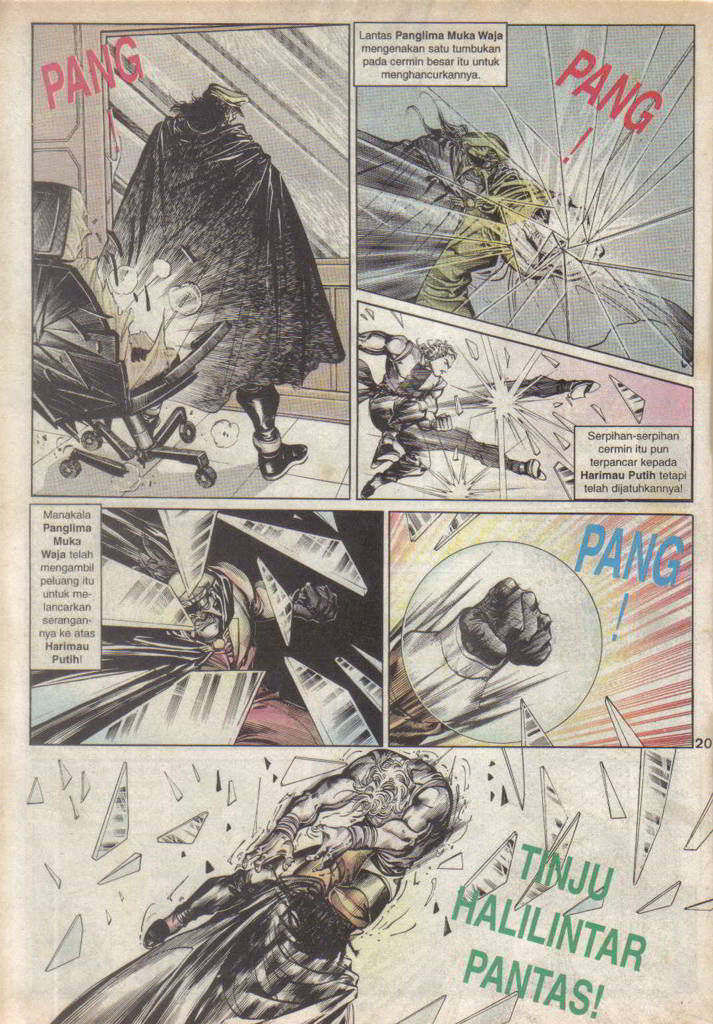 PANG
!
Lantas Panglima Muka Waja
mengenakan satu tumbukan
pada cermin besar itu untuk
menghancurkannya.
PANG
!
Serpihan-serpihan
cermin itu pun
terpancar kepada
Harimau Putih tetapi
telah dijatuhkannya!
Manakala
Panglima
Muka
Waja telah
mengambil
peluang itu
untuk me-
lancarkan
serangan-
nya ke atas
Harimau
Putih!
PANG
!
20
TINJU
HALILINTAR
PANTAS!